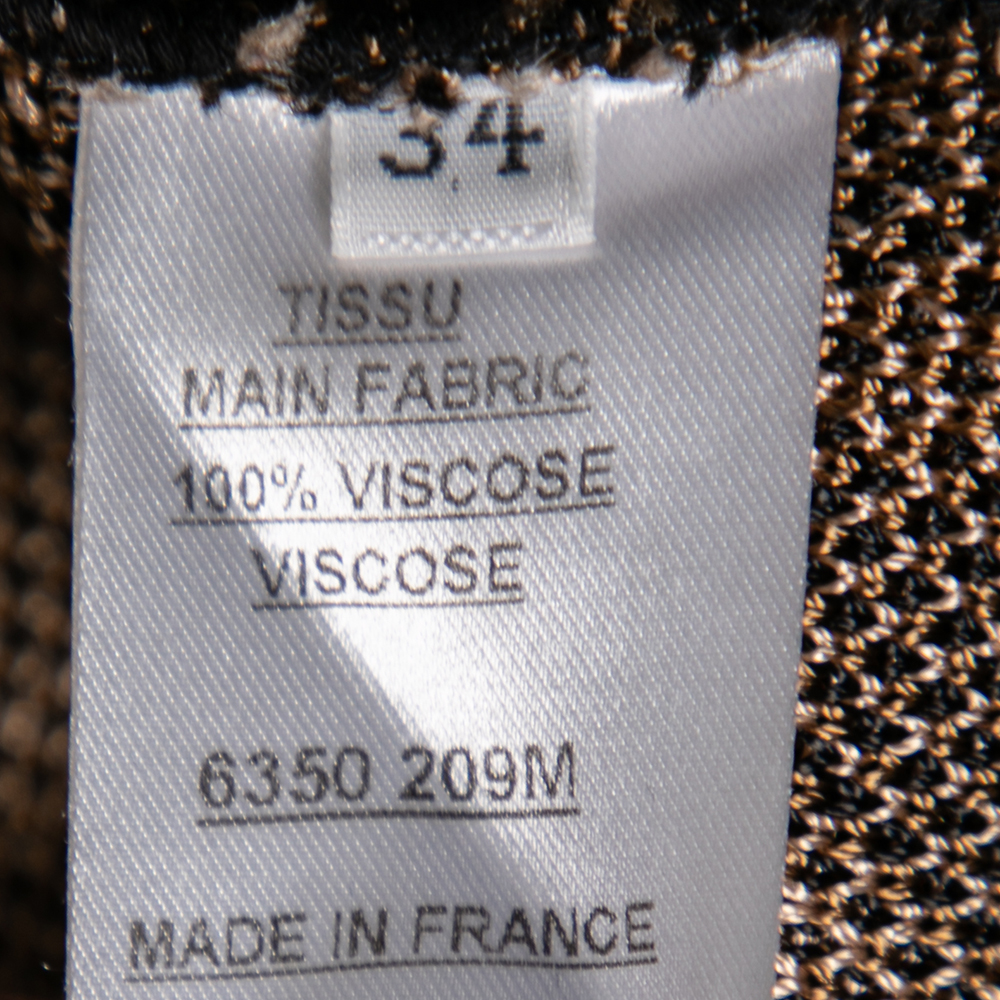 34
TISSU
MAIN FABRIC
100% VISCOSE
VISCOSE
6350 209M
MADE IN FRANCE